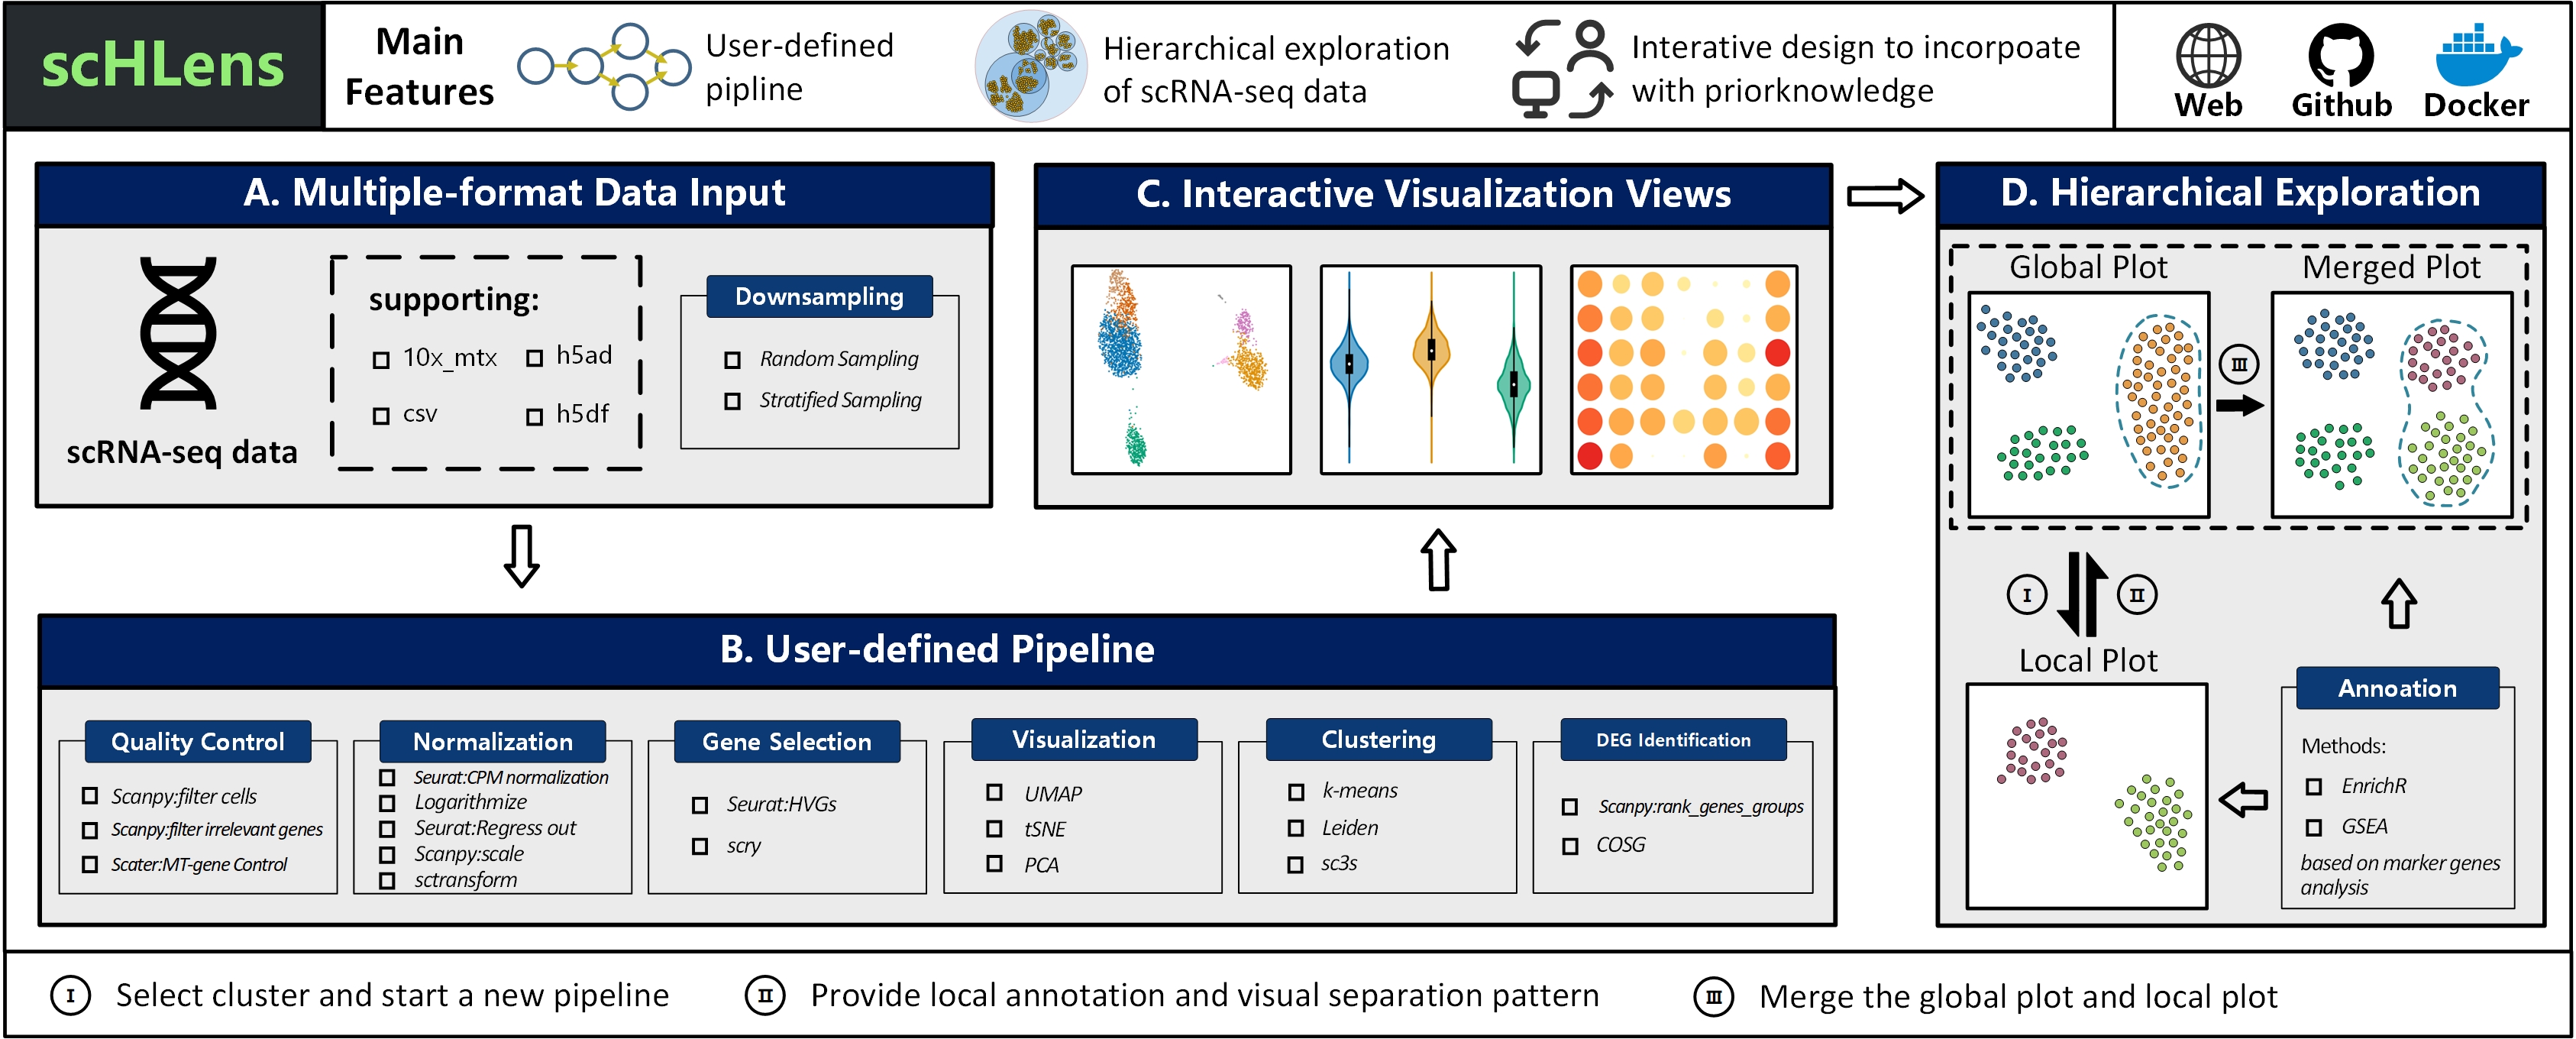 scHLens
Main
Features
User-defined
pipline
Hierarchical exploration
of scRNA-seq data
Interative design to incorpoate
with priorknowledge
Web
Github
Docker
A. Multiple-format Data Input
scRNA-seq data
supporting:
10x_mtx
h5ad
csv
h5df
Downsampling
Random Sampling
Stratified Sampling
B. User-defined Pipeline
Quality Control
Scanpy:filter cells
Scanpy:filter irrelevant genes
Scater:MT-gene Control
Normalization
Seurat:CPM normalization
Logarithmize
Seurat:Regress out
Scanpy:scale
sctransform
Gene Selection
Seurat:HVGs
scry
Visualization
UMAP
tSNE
PCA
Clustering
k-means
Leiden
sc3s
DEG Identification
Scanpy:rank_genes_groups
COSG
C. Interactive Visualization Views
D. Hierarchical Exploration
Global Plot
Merged Plot
III
I
II
Local Plot
Annoation
Methods:
EnrichR
GSEA
based on marker genes
analysis
I Select cluster and start a new pipeline
II Provide local annotation and visual separation pattern
III Merge the global plot and local plot